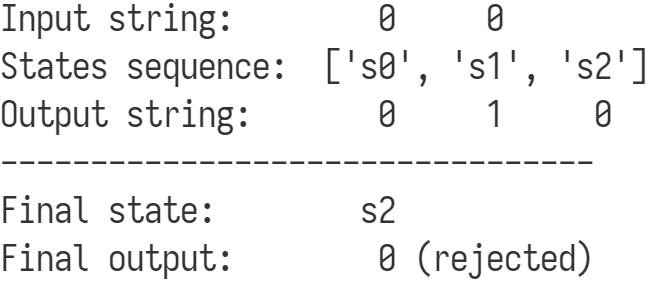 Input string:        0     0
States sequence:  ['s0', 's1', 's2']
Output string:       0     1     0
---------------------------------
Final state:        s2
Final output:        0 (rejected)